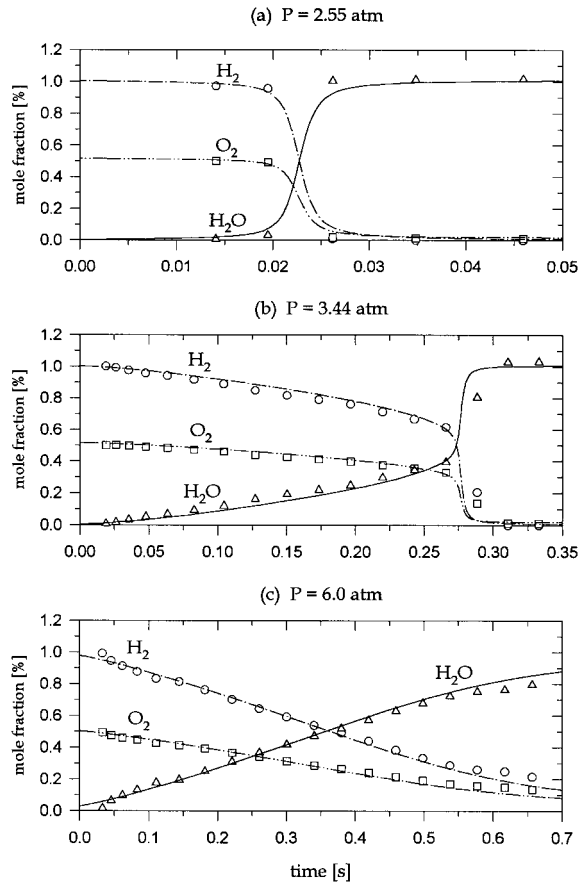 (a) P = 2.55 atm
mole fraction [%]
1.2
1.0
0.8
0.6
0.4
0.2
0.0
H2
O2
H2O
0.00 0.01 0.02 0.03 0.04 0.05
(b) P = 3.44 atm
mole fraction [%]
1.2
1.0
0.8
0.6
0.4
0.2
0.0
H2
O2
H2O
0.00 0.05 0.10 0.15 0.20 0.25 0.30 0.35
(c) P = 6.0 atm
mole fraction [%]
1.2
1.0
0.8
0.6
0.4
0.2
0.0
H2
H2O
O2
0.0 0.1 0.2 0.3 0.4 0.5 0.6 0.7
time [s]